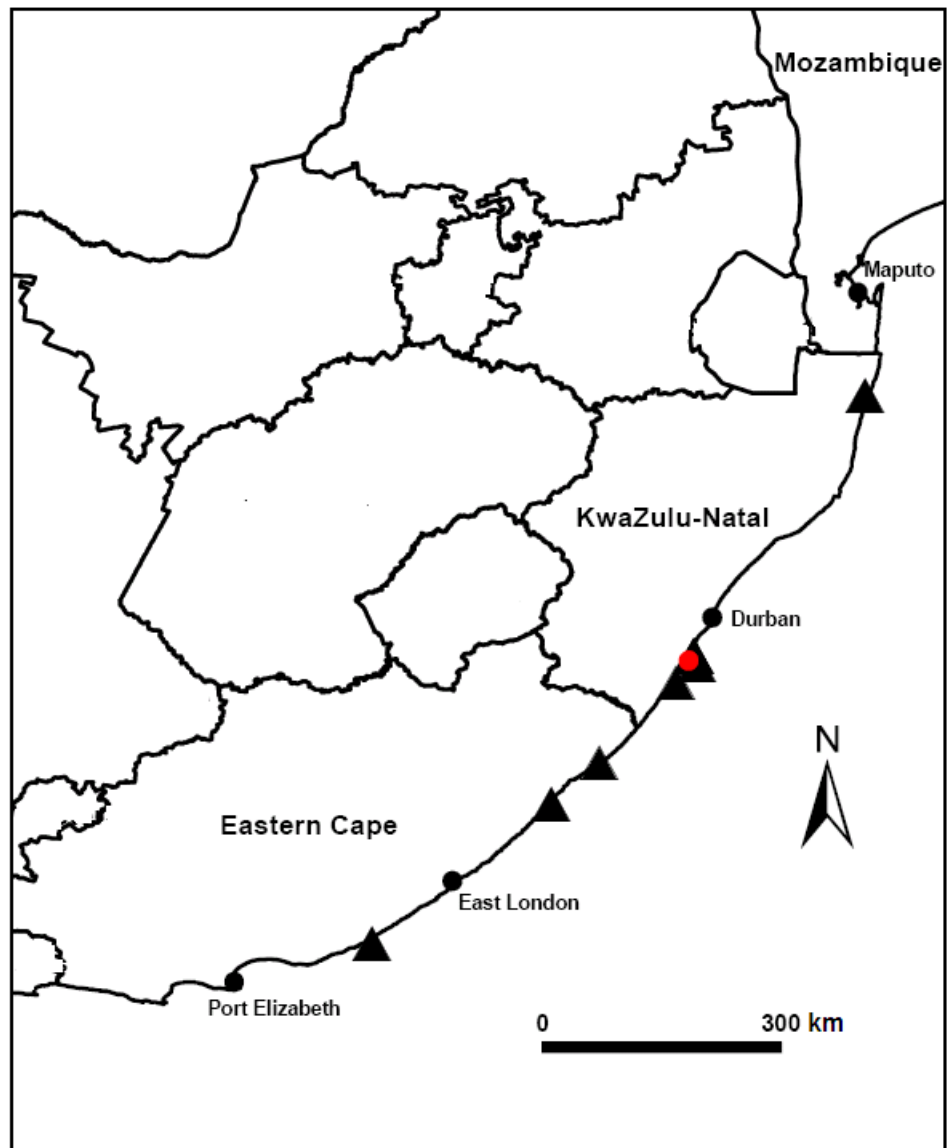 Mozambique
Maputo
KwaZulu-Natal
Durban
N
Eastern Cape
East London
Port Elizabeth
0 300 km